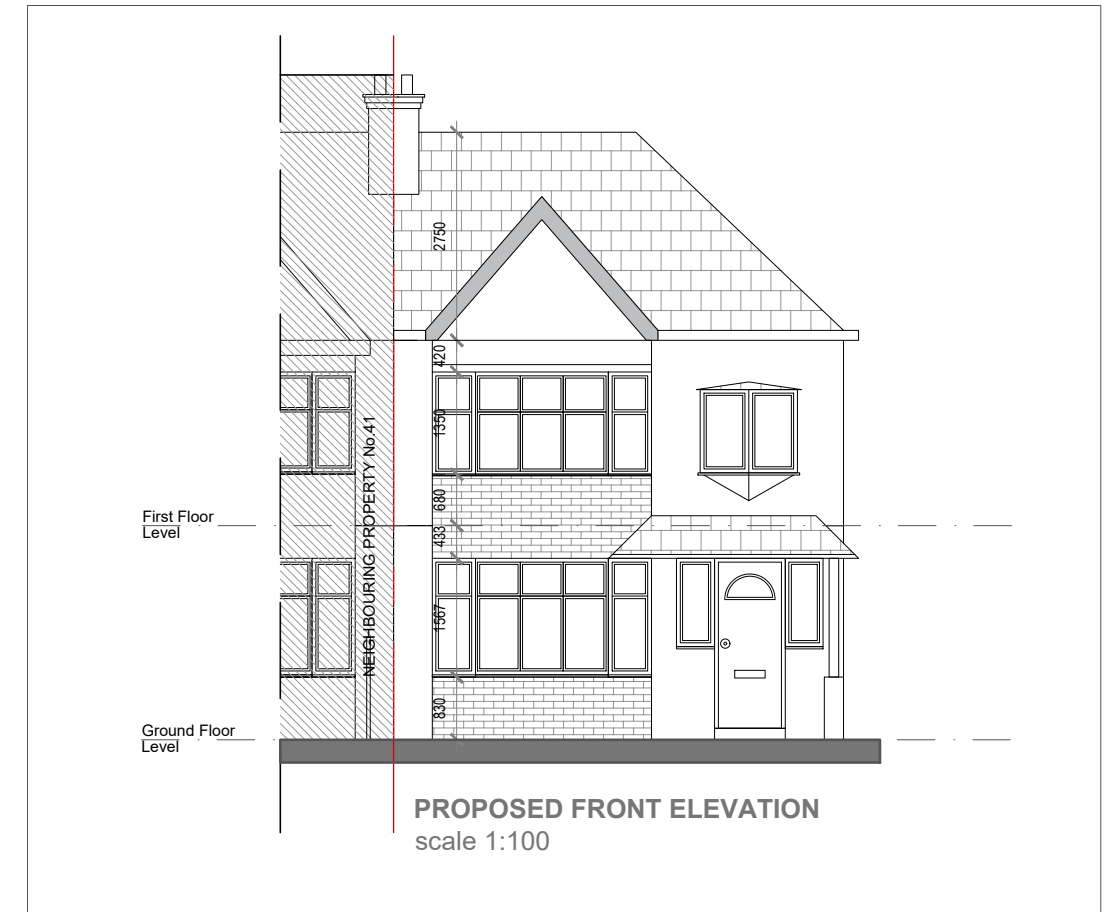 2750
420
1350
680
433
1567
830
NEIGHBOURING PROPERTY No.41
First Floor
Level
Ground Floor
Level
PROPOSED FRONT ELEVATION
scale 1:100